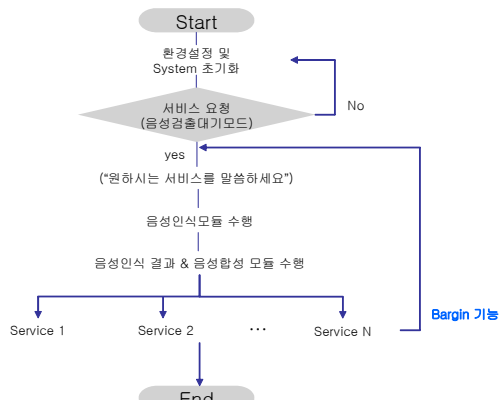 Start
환경설정 및
System 초기화
서비스 요청
(음성검출대기모드)
No
yes
(“원하시는 서비스를 말씀하세요”)
음성인식모듈 수행
음성인식 결과 & 음성합성 모듈 수행
Service 1
Service 2
...
Service N
Bargin 기능
End